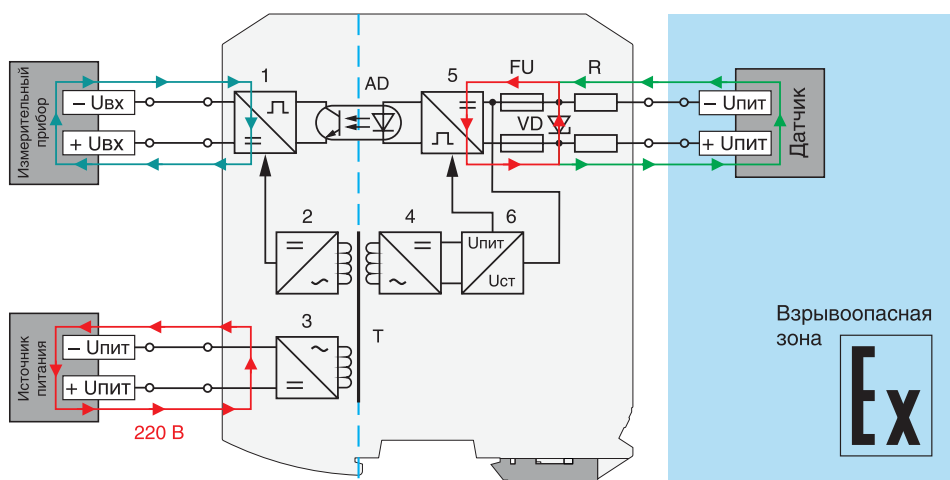 Измерительный
прибор
– Uвх
+ Uвх
1
AD
5
FU
R
VD
– Uпит
+ Uпит
Датчик
2
4
6
Uпит
Uст
Источник
питания
– Uпит
+ Uпит
220 В
3
T
Взрывоопасная
зона
Ex